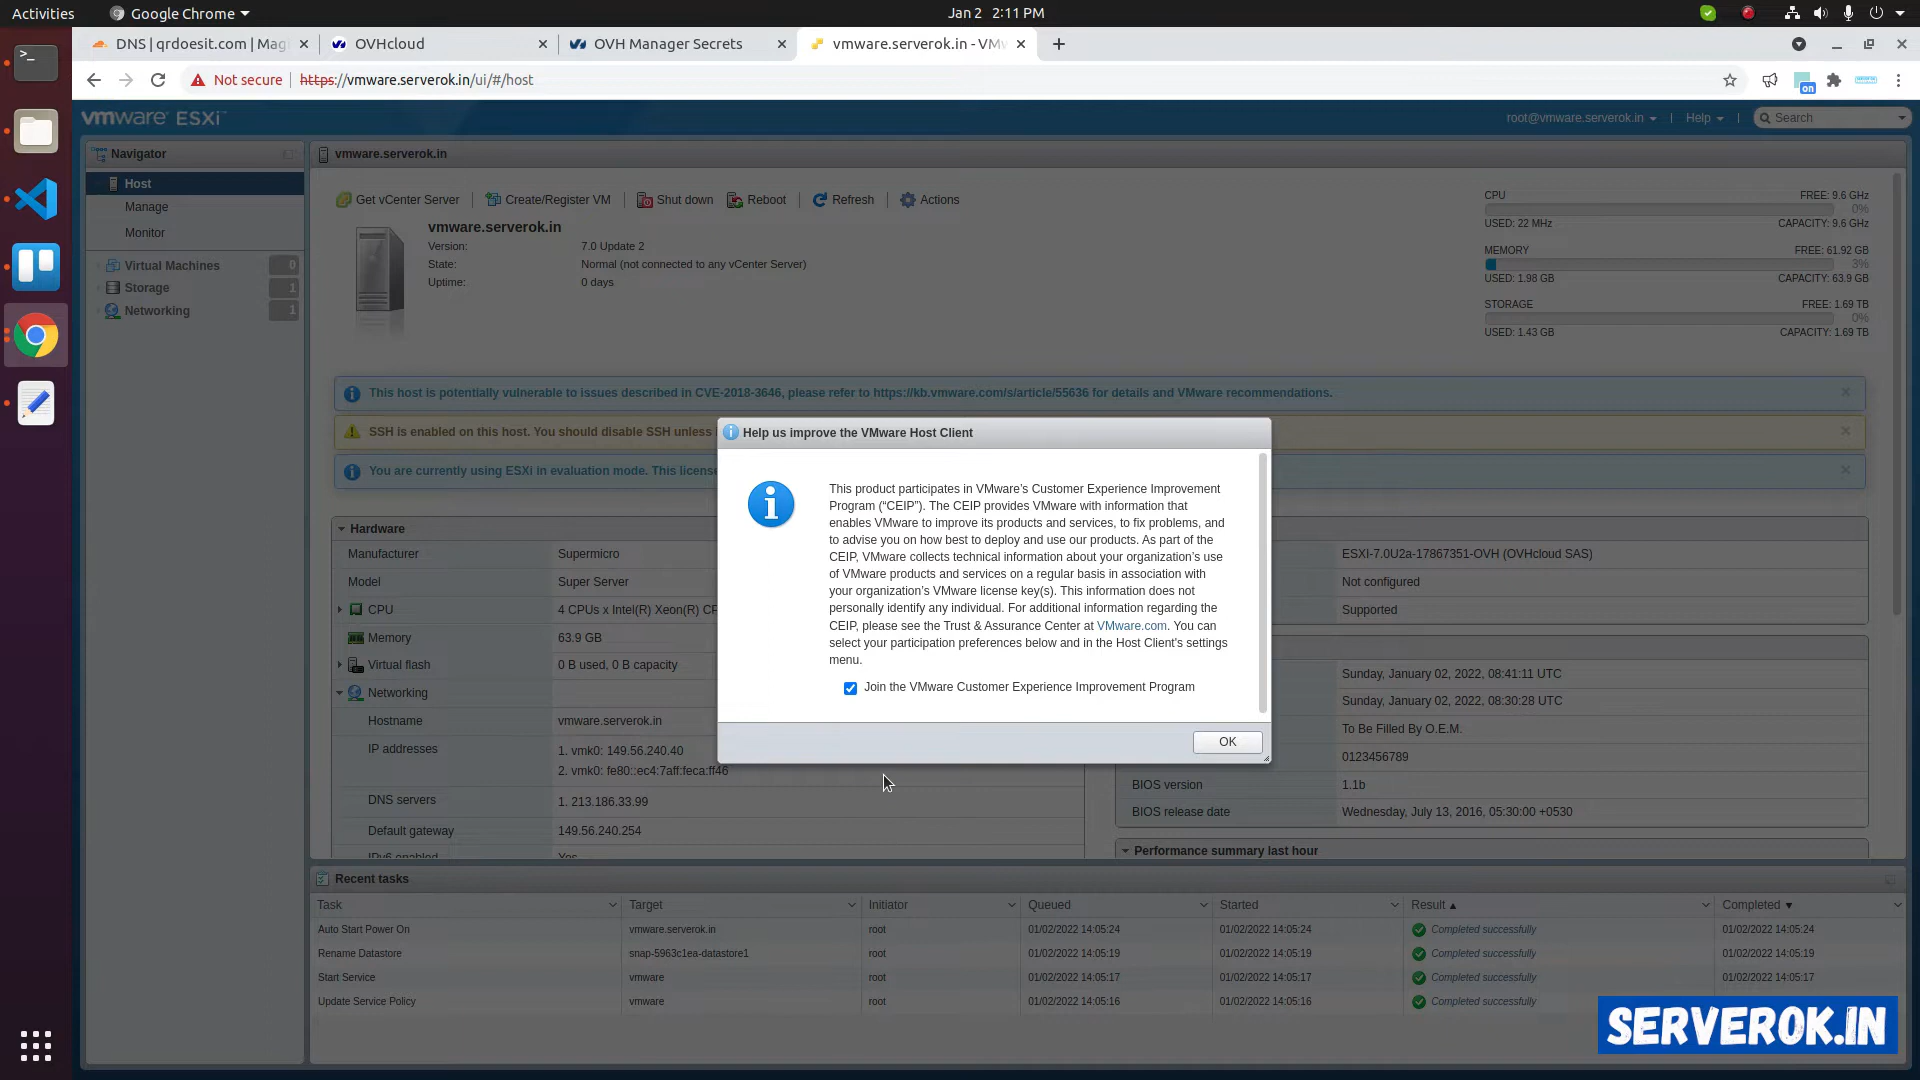 Activities Google Chrome Jan 2 2:11 PM
DNS | qrdoesit.com | Mag OVHcloud OVH Manager Secrets vmware.serverok.in - VMw
Not secure https://vmware.serverok.in/ui/#/host on
vmware ESXi root@vmware.serverok.in | Help | Search
Navigator
Host
Manage
Monitor
Virtual Machines 0
Storage 1
Networking 1
vmware.serverok.in
Get vCenter Server Create/Register VM Shut down Reboot Refresh Actions
vmware.serverok.in
Version: 7.0 Update 2
State: Normal (not connected to any vCenter Server)
Uptime: 0 days
CPU FREE: 9.6 GHz
0%
USED: 22 MHz CAPACITY: 9.6 GHz
MEMORY FREE: 61.92 GB
3%
USED: 1.98 GB CAPACITY: 63.9 GB
STORAGE FREE: 1.69 TB
0%
USED: 1.43 GB CAPACITY: 1.69 TB
This host is potentially vulnerable to issues described in CVE-2018-3646, please refer to https://kb.vmware.com/s/article/55636 for details and VMware recommendations.
SSH is enabled on this host. You should disable SSH unless
You are currently using ESXi in evaluation mode. This license
Help us improve the VMware Host Client
This product participates in VMware's Customer Experience Improvement
Program (“CEIP”). The CEIP provides VMware with information that
enables VMware to improve its products and services, to fix problems, and
to advise you on how best to deploy and use our products. As part of the
CEIP, VMware collects technical information about your organization's use
of VMware products and services on a regular basis in association with
your organization's VMware license key(s). This information does not
personally identify any individual. For additional information regarding the
CEIP, please see the Trust & Assurance Center at VMware.com. You can
select your participation preferences below and in the Host Client's settings
menu.
Join the VMware Customer Experience Improvement Program
OK
Hardware
Manufacturer Supermicro
Model Super Server
CPU 4 CPUs x Intel(R) Xeon(R) CP
Memory 63.9 GB
Virtual flash 0 B used, 0 B capacity
Networking
Hostname vmware.serverok.in
IP addresses 1. vmk0: 149.56.240.40
2. vmk0: fe80::ec4:7aff:feca:ff46
DNS servers 1. 213.186.33.99
Default gateway 149.56.240.254
IPv6 enabled Yes
ESXI-7.0U2a-17867351-OVH (OVHcloud SAS)
Not configured
Supported
Sunday, January 02, 2022, 08:41:11 UTC
Sunday, January 02, 2022, 08:30:28 UTC
To Be Filled By O.E.M.
0123456789
BIOS version 1.1b
BIOS release date Wednesday, July 13, 2016, 05:30:00 +0530
Performance summary last hour
Recent tasks
Task Target Initiator Queued Started Result Completed
Auto Start Power On vmware.serverok.in root 01/02/2022 14:05:24 01/02/2022 14:05:24 Completed successfully 01/02/2022 14:05:24
Rename Datastore snap-5963c1ea-datastore1 root 01/02/2022 14:05:19 01/02/2022 14:05:19 Completed successfully 01/02/2022 14:05:19
Start Service vmware root 01/02/2022 14:05:17 01/02/2022 14:05:17 Completed successfully 01/02/2022 14:05:17
Update Service Policy vmware root 01/02/2022 14:05:16 01/02/2022 14:05:16 Completed successfully
SERVEROK.IN